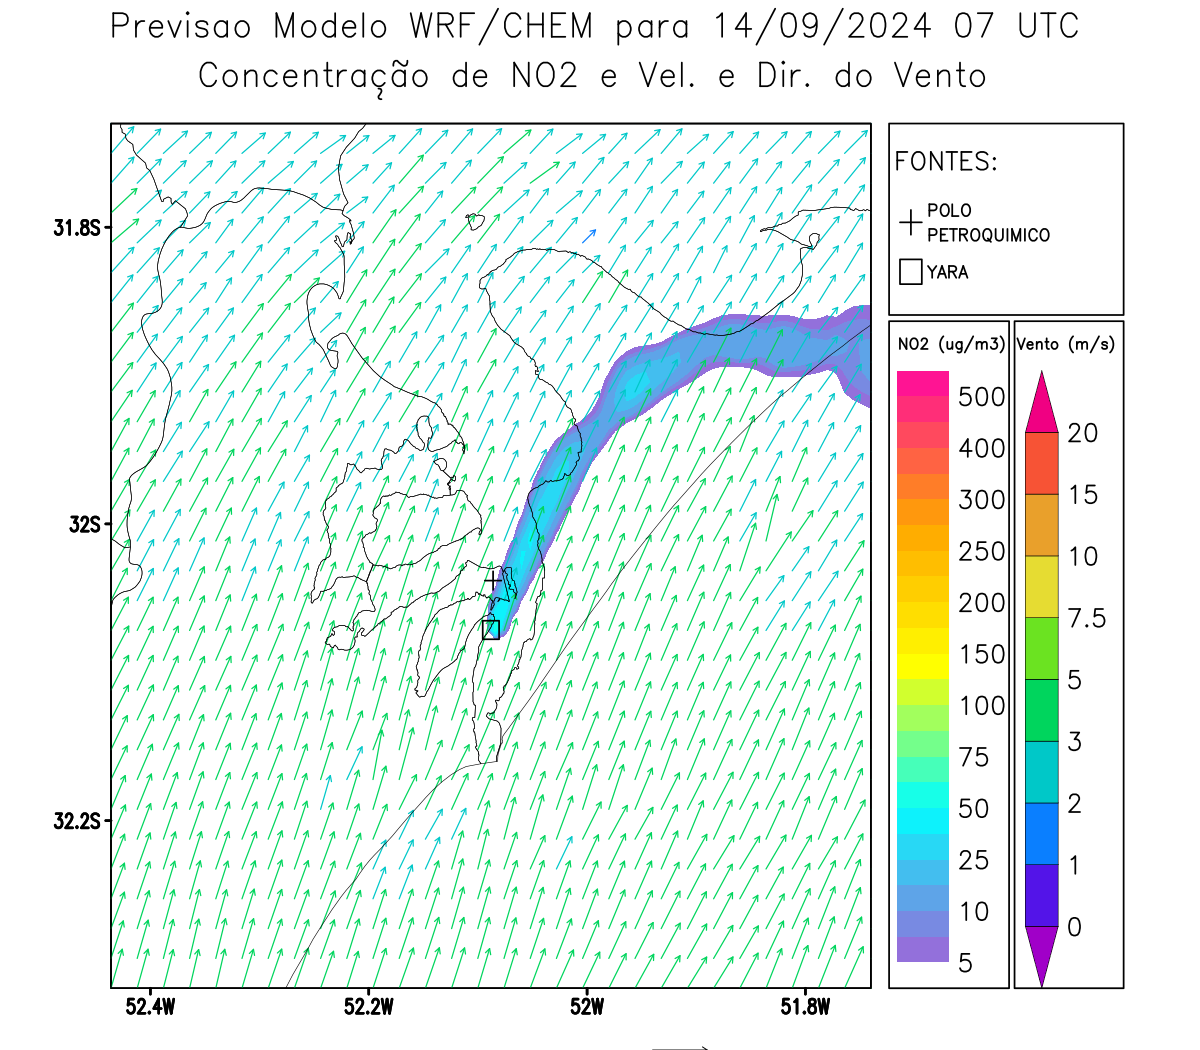 Previsao Modelo WRF/CHEM para 14/09/2024 07 UTC
Concentração de NO2 e Vel. e Dir. do Vento
FONTES:
POLO
PETROQUIMICO
YARA
31.8S
32S
32.2S
52.4W
52.2W
52W
51.8W
NO2 (ug/m3)
500
400
300
250
200
150
100
75
50
25
10
5
Vento (m/s)
20
15
10
7.5
5
3
2
1
0